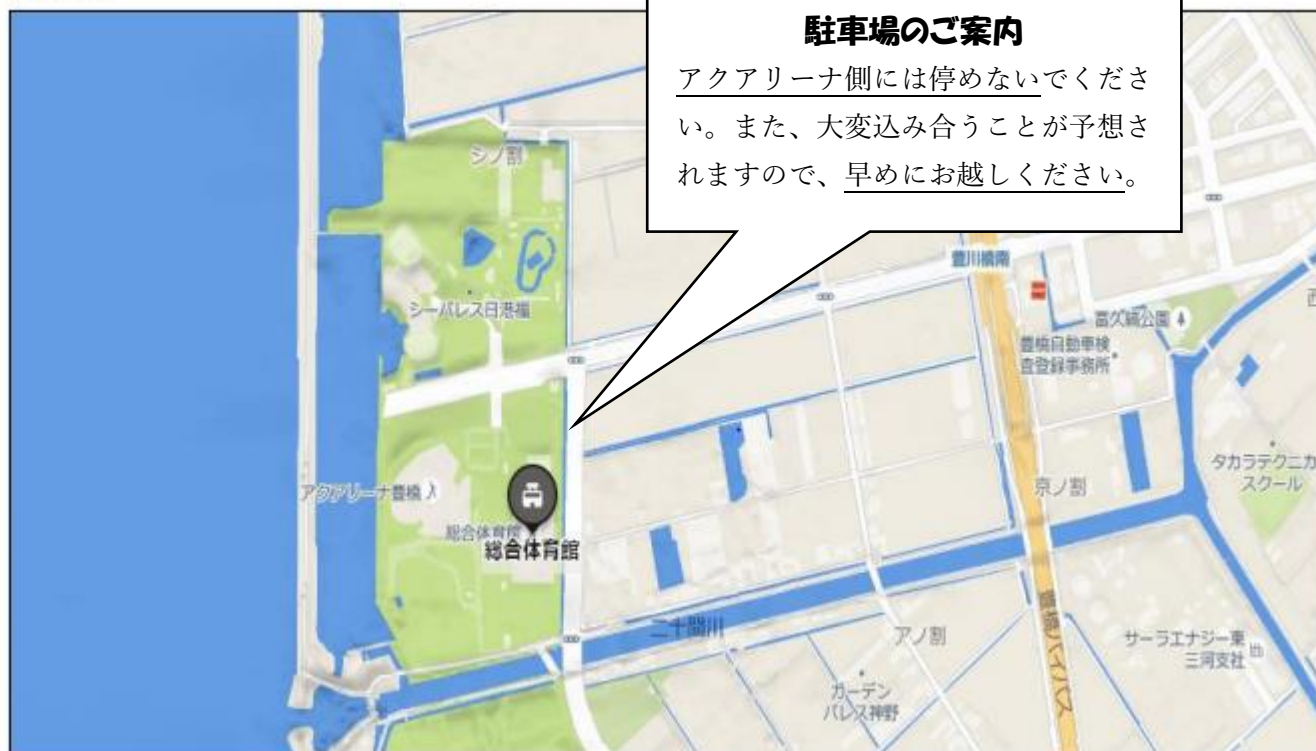 駐車場のご案内
アクアリーナ側には停めないでくださ
い。また、大変込み合うことが予想さ
れますので、早めにお越しください。
シノ割
豊川橋南
シーパレス日港福
富久縞公園
豊橋自動車検
査登録事務所
タカラテクニカ
スクール
アクアリーナ豊橋
京ノ割
総合体育館
総合体育館
二十間川
アノ割
豊橋バイパス
サーラエナジー東
三河支社
ガーデン
パレス神野
西